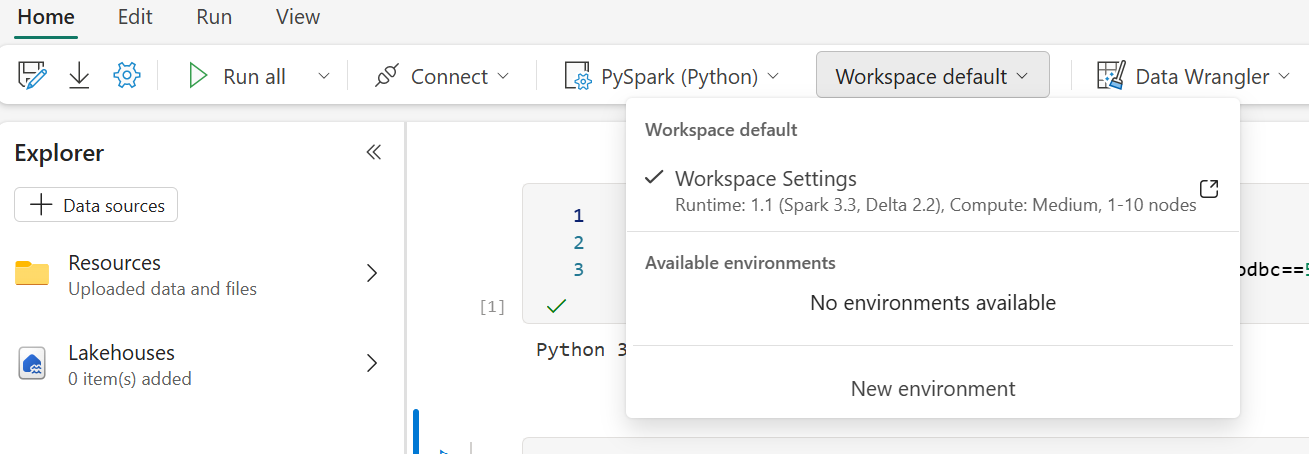 Home Edit Run View
Run all Connect PySpark (Python) Workspace default Data Wrangler
Explorer
Data sources
Resources
Uploaded data and files
Lakehouses
0 item(s) added
Workspace default
Workspace Settings
Runtime: 1.1 (Spark 3.3, Delta 2.2), Compute: Medium, 1-10 nodes
Available environments
No environments available
New environment
1
2
3
[1]
Python 3